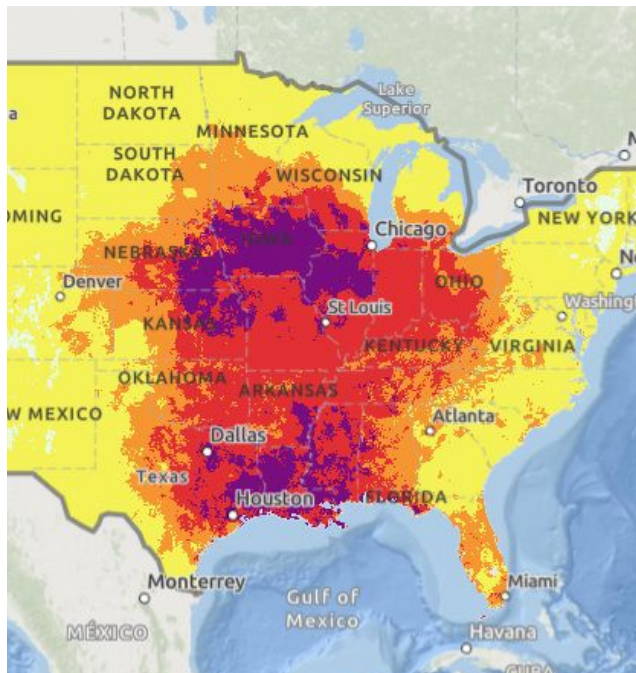 Lake
Superior
NORTH
DAKOTA
a
MINNESOTA
M
SOUTH
DAKOTA
WISCONSIN
Toronto
OMING
NEW YORK
Chicago
IOWA
NEBRASKA
N
Denver
OHIO
Washing
St Louis
KANSAS
KENTUCKY
VIRGINIA
OKLAHOMA
ARKANSAS
W MEXICO
Atlanta
Dallas
Texas
Houston
FLORIDA
Monterrey
Miami
Gulf of
Mexico
MÉXICO
Havana
CUBA